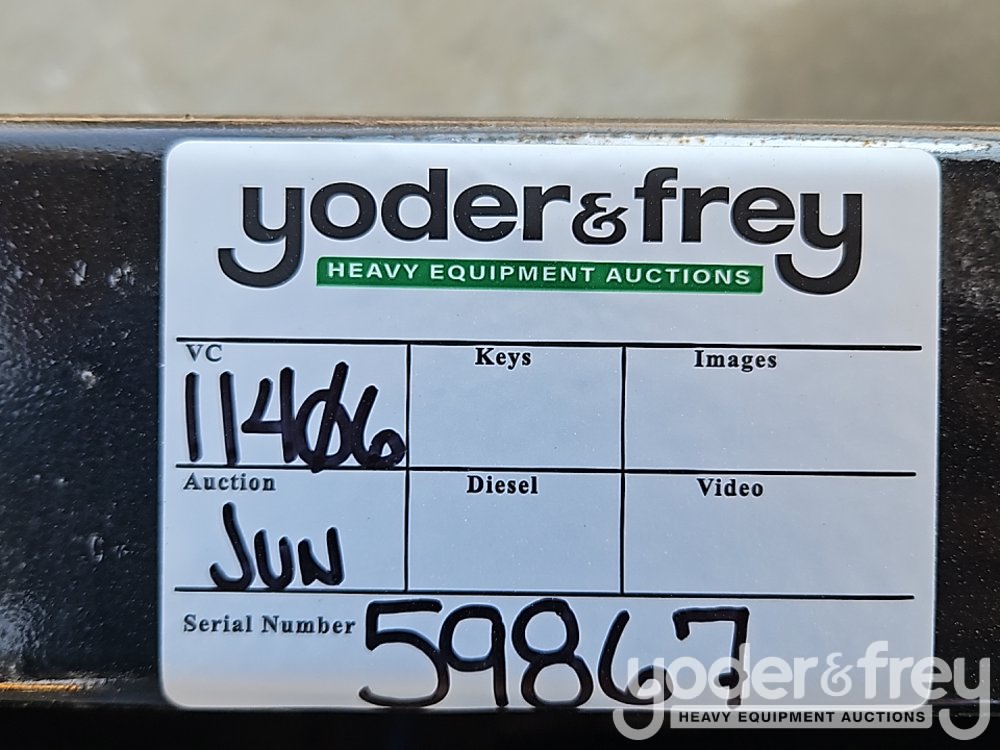 yoder&frey
HEAVY EQUIPMENT AUCTIONS
VC Keys Images
11406
Auction Diesel Video
Jun
Serial Number 59867
yoder&frey
HEAVY EQUIPMENT AUCTIONS